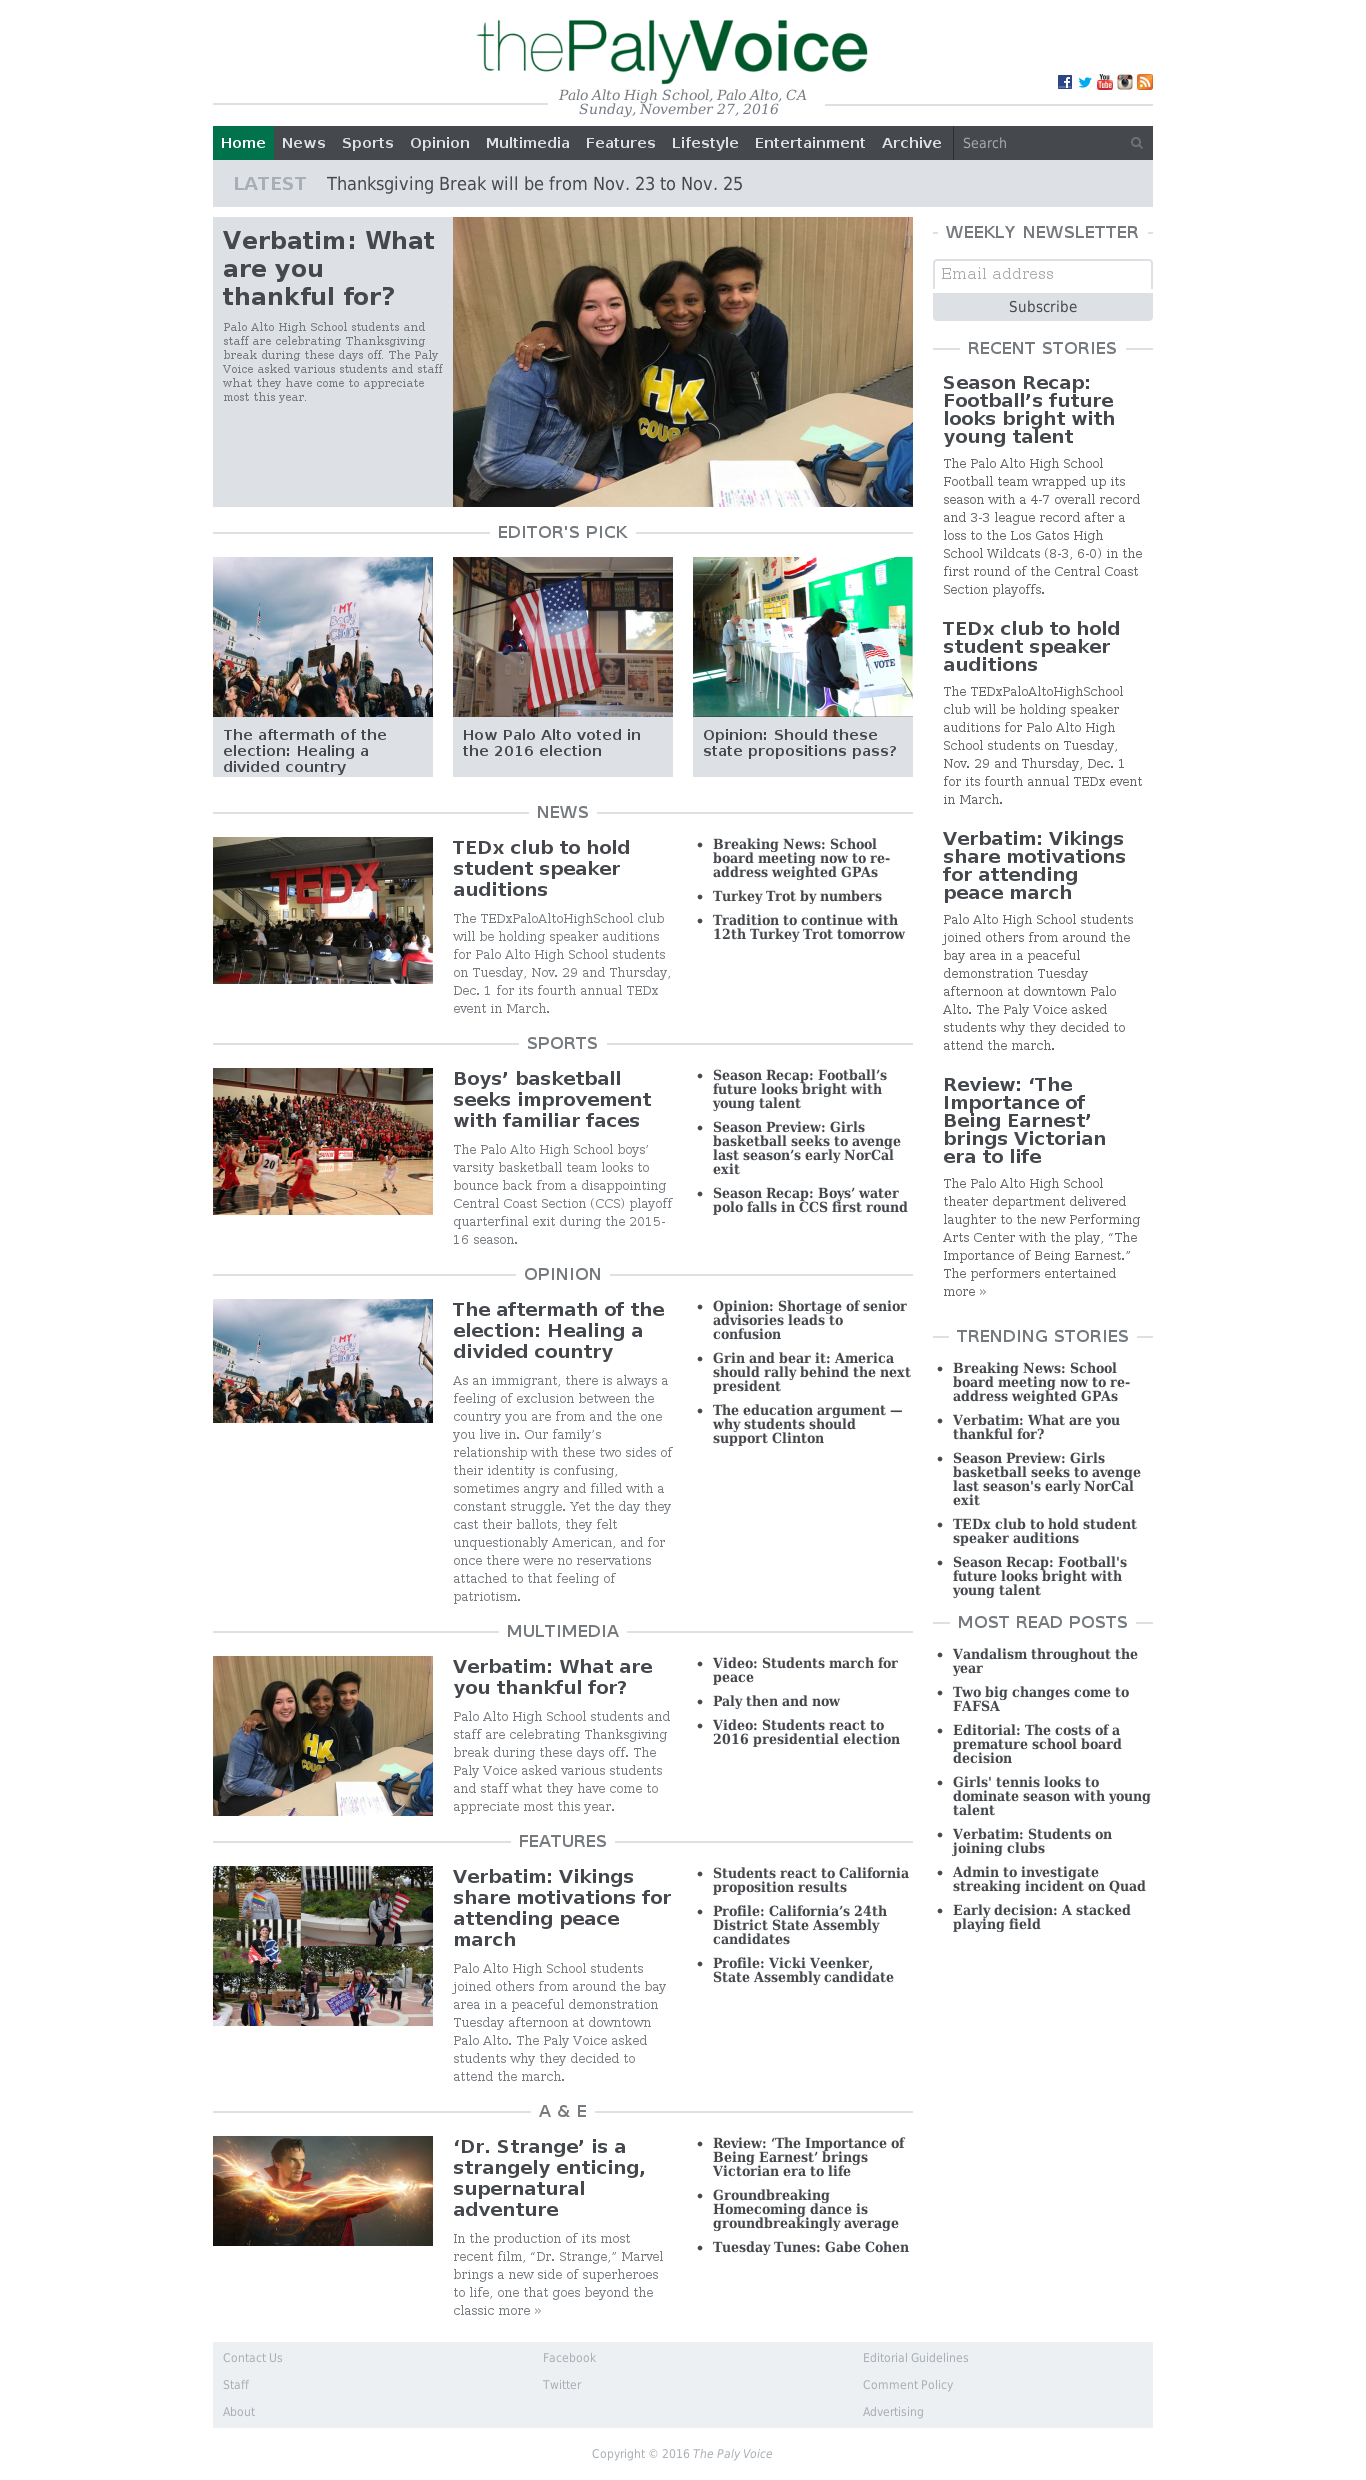 thePalyVoice
Palo Alto High School, Palo Alto, CA
Sunday, November 27, 2016
Home News Sports Opinion Multimedia Features Lifestyle Entertainment Archive Search
LATEST Thanksgiving Break will be from Nov. 23 to Nov. 25
Verbatim: What
are you
thankful for?
Palo Alto High School students and
staff are celebrating Thanksgiving
break during these days off. The Paly
Voice asked various students and staff
what they have come to appreciate
most this year.
HK
COUGARS
EDITOR'S PICK
MY
BODY
MY
CHOICE
VOTE
The aftermath of the
election: Healing a
divided country
How Palo Alto voted in
the 2016 election
Opinion: Should these
state propositions pass?
NEWS
TEDx
TEDx club to hold
student speaker
auditions
The TEDxPaloAltoHighSchool club
will be holding speaker auditions
for Palo Alto High School students
on Tuesday, Nov. 29 and Thursday,
Dec. 1 for its fourth annual TEDx
event in March.
Breaking News: School
board meeting now to re-
address weighted GPAs
Turkey Trot by numbers
Tradition to continue with
12th Turkey Trot tomorrow
SPORTS
20
Boys’ basketball
seeks improvement
with familiar faces
The Palo Alto High School boys’
varsity basketball team looks to
bounce back from a disappointing
Central Coast Section (CCS) playoff
quarterfinal exit during the 2015-
16 season.
Season Recap: Football’s
future looks bright with
young talent
Season Preview: Girls
basketball seeks to avenge
last season’s early NorCal
exit
Season Recap: Boys’ water
polo falls in CCS first round
OPINION
MY
BODY
MY
CHOICE
The aftermath of the
election: Healing a
divided country
As an immigrant, there is always a
feeling of exclusion between the
country you are from and the one
you live in. Our family’s
relationship with these two sides of
their identity is confusing,
sometimes angry and filled with a
constant struggle. Yet the day they
cast their ballots, they felt
unquestionably American, and for
once there were no reservations
attached to that feeling of
patriotism.
Opinion: Shortage of senior
advisories leads to
confusion
Grin and bear it: America
should rally behind the next
president
The education argument —
why students should
support Clinton
MULTIMEDIA
HK
Verbatim: What are
you thankful for?
Palo Alto High School students and
staff are celebrating Thanksgiving
break during these days off. The
Paly Voice asked various students
and staff what they have come to
appreciate most this year.
Video: Students march for
peace
Paly then and now
Video: Students react to
2016 presidential election
FEATURES
Verbatim: Vikings
share motivations for
attending peace
march
Palo Alto High School students
joined others from around the bay
area in a peaceful demonstration
Tuesday afternoon at downtown
Palo Alto. The Paly Voice asked
students why they decided to
attend the march.
Students react to California
proposition results
Profile: California’s 24th
District State Assembly
candidates
Profile: Vicki Veenker,
State Assembly candidate
A & E
‘Dr. Strange’ is a
strangely enticing,
supernatural
adventure
In the production of its most
recent film, “Dr. Strange,” Marvel
brings a new side of superheroes
to life, one that goes beyond the
classic more »
Review: ‘The Importance of
Being Earnest’ brings
Victorian era to life
Groundbreaking
Homecoming dance is
groundbreakingly average
Tuesday Tunes: Gabe Cohen
WEEKLY NEWSLETTER
Email address
Subscribe
RECENT STORIES
Season Recap:
Football’s future
looks bright with
young talent
The Palo Alto High School
Football team wrapped up its
season with a 4-7 overall record
and 3-3 league record after a
loss to the Los Gatos High
School Wildcats (8-3, 6-0) in the
first round of the Central Coast
Section playoffs.
TEDx club to hold
student speaker
auditions
The TEDxPaloAltoHighSchool
club will be holding speaker
auditions for Palo Alto High
School students on Tuesday,
Nov. 29 and Thursday, Dec. 1
for its fourth annual TEDx event
in March.
Verbatim: Vikings
share motivations
for attending
peace march
Palo Alto High School students
joined others from around the
bay area in a peaceful
demonstration Tuesday
afternoon at downtown Palo
Alto. The Paly Voice asked
students why they decided to
attend the march.
Review: ‘The
Importance of
Being Earnest’
brings Victorian
era to life
The Palo Alto High School
theater department delivered
laughter to the new Performing
Arts Center with the play, “The
Importance of Being Earnest.”
The performers entertained
more »
TRENDING STORIES
Breaking News: School
board meeting now to re-
address weighted GPAs
Verbatim: What are you
thankful for?
Season Preview: Girls
basketball seeks to avenge
last season's early NorCal
exit
TEDx club to hold student
speaker auditions
Season Recap: Football's
future looks bright with
young talent
MOST READ POSTS
Vandalism throughout the
year
Two big changes come to
FAFSA
Editorial: The costs of a
premature school board
decision
Girls' tennis looks to
dominate season with young
talent
Verbatim: Students on
joining clubs
Admin to investigate
streaking incident on Quad
Early decision: A stacked
playing field
Contact Us
Staff
About
Facebook
Twitter
Editorial Guidelines
Comment Policy
Advertising
Copyright © 2016 The Paly Voice